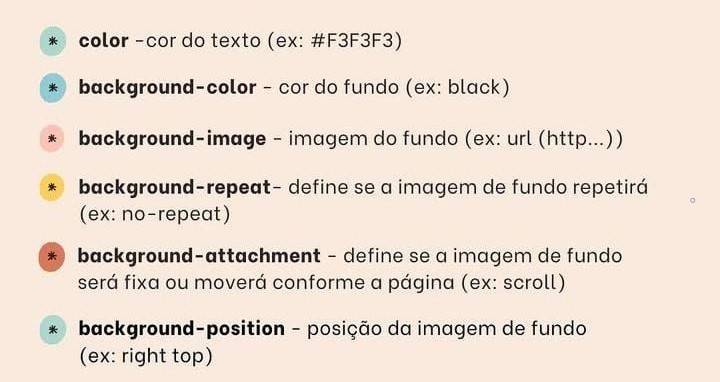 * color -cor do texto (ex: #F3F3F3)
* background-color - cor do fundo (ex: black)
* background-image - imagem do fundo (ex: url (http...))
* background-repeat- define se a imagem de fundo repetirá
(ex: no-repeat)
* background-attachment - define se a imagem de fundo
será fixa ou moverá conforme a página (ex: scroll)
* background-position - posição da imagem de fundo
(ex: right top)